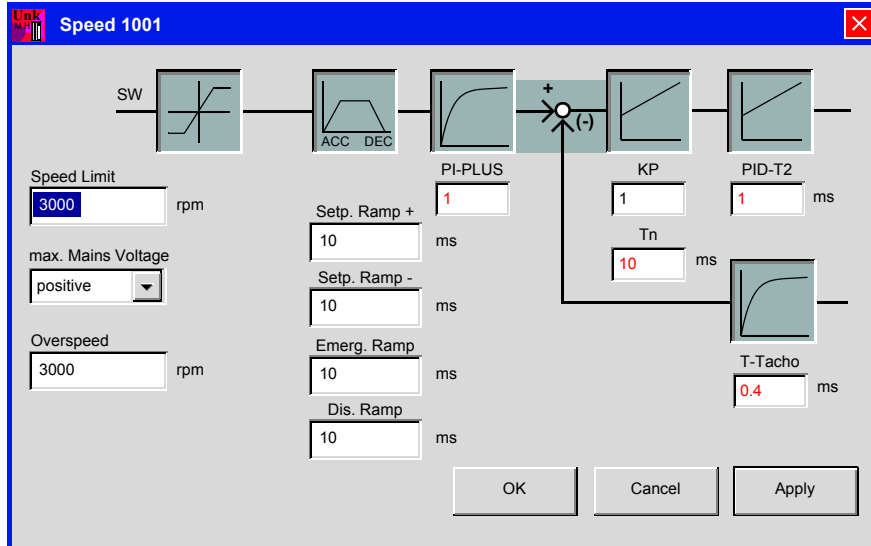 Unk
Speed 1001
SW
ACC DEC
+
(-)
PI-PLUS
1
KP
1
PID-T2
1 ms
Tn
10 ms
Speed Limit
3000 rpm
max. Mains Voltage
positive
Overspeed
3000 rpm
Setp. Ramp +
10 ms
Setp. Ramp -
10 ms
Emerg. Ramp
10 ms
Dis. Ramp
10 ms
T-Tacho
0.4 ms
OK Cancel Apply